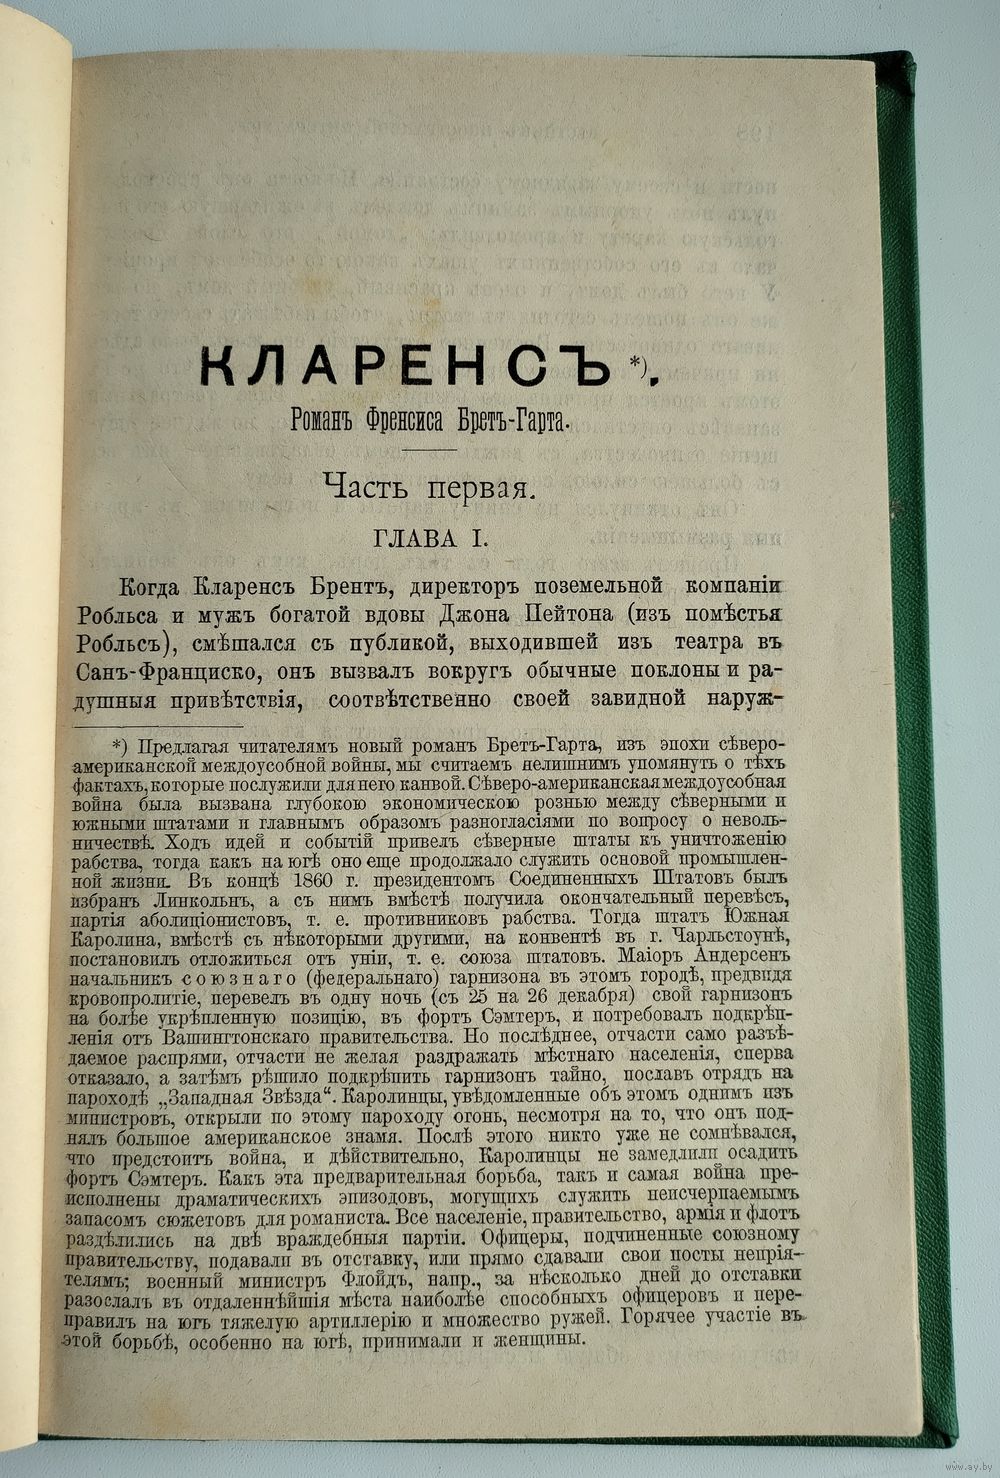 КЛАРЕНСЪ *).
Романъ Френсиса Бретъ-Гарта.
Часть первая.
ГЛАВА I.
Когда Кларенсъ Брентъ, директоръ поземельной компаніи
Робльса и мужъ богатой вдовы Джона Пейтона (изъ помѣстья
Робльсъ), смѣшался съ публикой, выходившей изъ театра въ
Санъ-Франциско, онъ вызвалъ вокругъ обычные поклоны и ра-
душныя привѣтствія, соотвѣтственно своей завидной наруж-
*) Предлагая читателямъ новый романъ Бретъ-Гарта, изъ эпохи сѣверо-
американской междоусобной войны, мы считаемъ нелишнимъ упомянуть о тѣхъ
фактахъ, которые послужили для него канвой. Сѣверо-американская междоусобная
война была вызвана глубокою экономическою рознью между сѣверными и
южными штатами и главнымъ образомъ разногласіями по вопросу о неволь-
ничествѣ. Ходъ идей и событій привелъ сѣверные штаты къ уничтоженію
рабства, тогда какъ на югѣ оно еще продолжало служить основой промышлен-
ной жизни. Въ концѣ 1860 г. президентомъ Соединенныхъ Штатовъ былъ
избранъ Линкольнъ, а съ нимъ вмѣстѣ получила окончательный перевѣсъ,
партія аболиціонистовъ, т. е. противниковъ рабства. Тогда штатъ Южная
Каролина, вмѣстѣ съ нѣкоторыми другими, на конвентѣ въ г. Чарльстоунѣ,
постановилъ отложиться отъ уніи, т. е. союза штатовъ. Маіоръ Андерсенъ
начальникъ союзнаго (федеральнаго) гарнизона въ этомъ городѣ, предвидя
кровопролитіе, перевелъ въ одну ночь (съ 25 на 26 декабря) свой гарнизонъ
на болѣе укрѣпленную позицію, въ фортъ Сэмтеръ, и потребовалъ подкрѣп-
ленія отъ Вашингтонскаго правительства. Но послѣднее, отчасти само разъѣ-
даемое распрями, отчасти не желая раздражать мѣстнаго населенія, сперва
отказало, а затѣмъ рѣшило подкрѣпить гарнизонъ тайно, пославъ отрядъ на
пароходѣ „Западная Звѣзда“. Каролинцы, увѣдомленные объ этомъ однимъ изъ
министровъ, открыли по этому пароходу огонь, несмотря на то, что онъ под-
нялъ большое американское знамя. Послѣ этого никто уже не сомнѣвался,
что предстоитъ война, и дѣйствительно, Каролинцы не замедлили осадить
фортъ Сэмтеръ. Какъ эта предварительная борьба, такъ и самая война пре-
исполнены драматическихъ эпизодовъ, могущихъ служить неисчерпаемымъ
запасомъ сюжетовъ для романиста. Все населеніе, правительство, армія и флотъ
раздѣлились на двѣ враждебныя партіи. Офицеры, подчиненные союзному
правительству, подавали въ отставку, или прямо сдавали свои посты непрія-
телямъ; военный министръ Флойдъ, напр., за нѣсколько дней до отставки
разослалъ въ отдаленнѣйшія мѣста наиболѣе способныхъ офицеровъ и пере-
правилъ на югъ тяжелую артиллерію и множество ружей. Горячее участіе въ
этой борьбѣ, особенно на югѣ, принимали и женщины.
www.ay.by